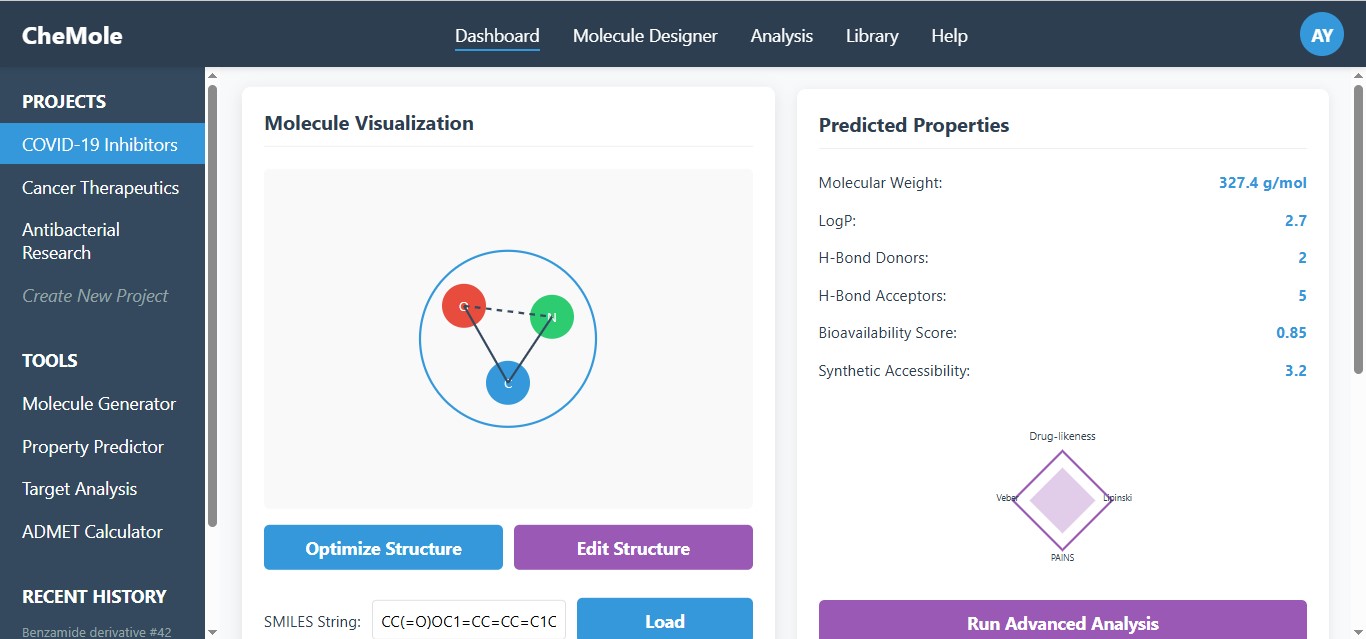 CheMole
Dashboard
Molecule Designer
Analysis
Library
Help
AY
PROJECTS
COVID-19 Inhibitors
Cancer Therapeutics
Antibacterial
Research
Create New Project
TOOLS
Molecule Generator
Property Predictor
Target Analysis
ADMET Calculator
RECENT HISTORY
Benzamide derivative #42
Molecule Visualization
N
C
Optimize Structure
Edit Structure
SMILES String:
CC(=O)OC1=CC=CC=C1C
Load
Predicted Properties
Molecular Weight: 327.4 g/mol
LogP: 2.7
H-Bond Donors: 2
H-Bond Acceptors: 5
Bioavailability Score: 0.85
Synthetic Accessibility: 3.2
Drug-likeness
Veber
Lipinski
PAINS
Run Advanced Analysis